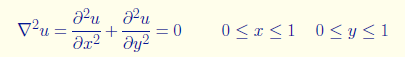 ∇²u = ∂²u/∂x² + ∂²u/∂y² = 0 0 ≤ x ≤ 1 0 ≤ y ≤ 1